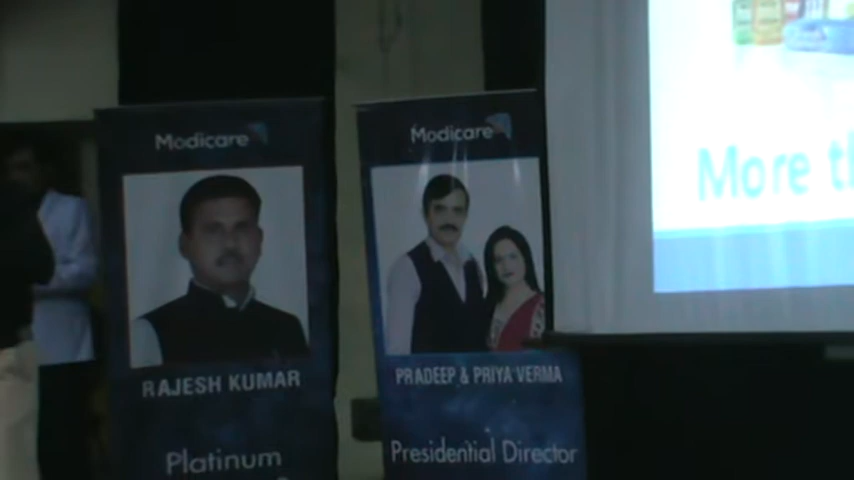 Modicare
RAJESH KUMAR
Platinum
Modicare
PRADEEP & PRIYA VERMA
Presidential Director
More th